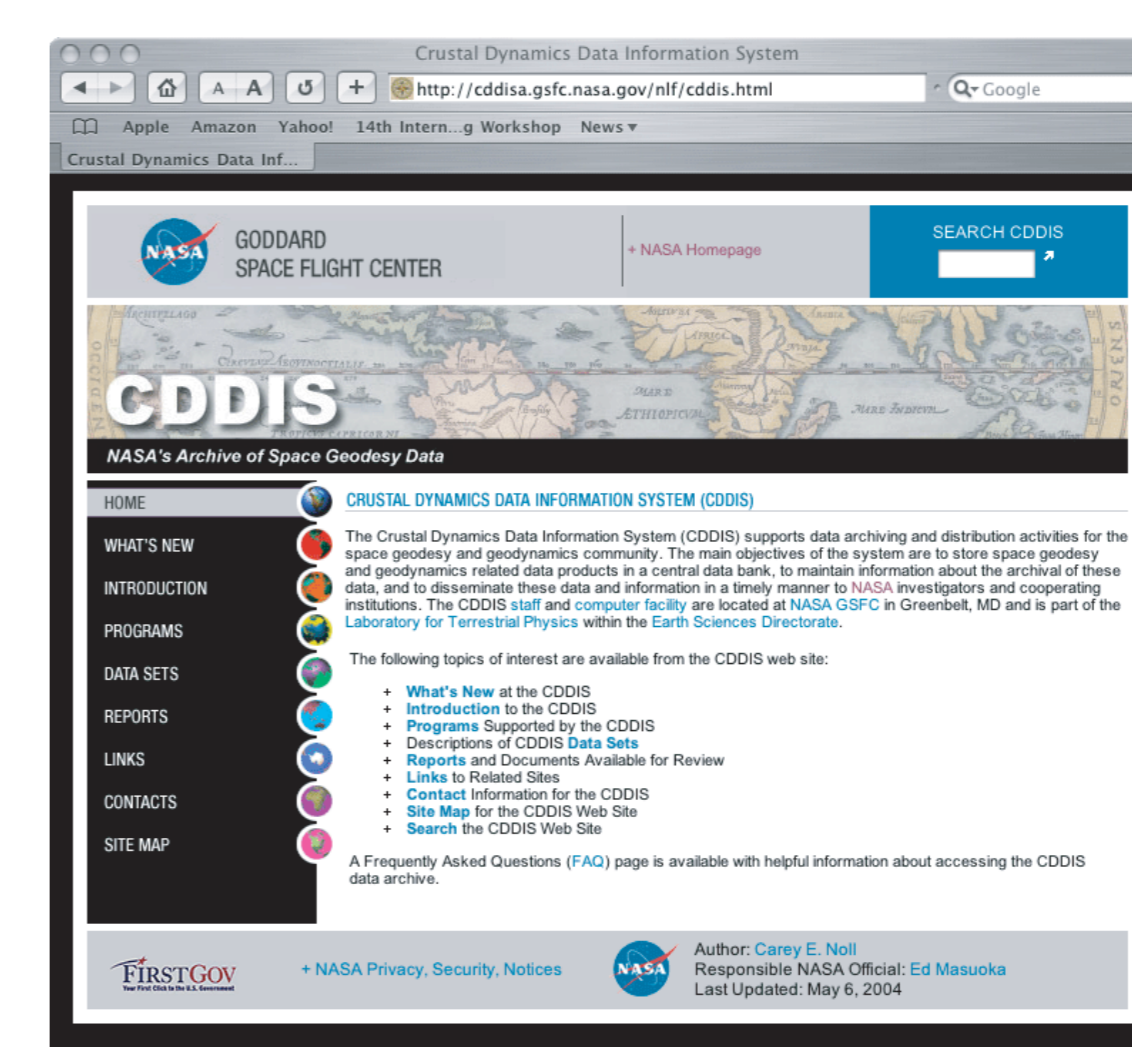 Crustal Dynamics Data Information System
A A + http://cddisa.gsfc.nasa.gov/nlf/cddis.html Q Google
Apple Amazon Yahoo! 14th Intern...g Workshop News
Crustal Dynamics Data Inf...
NASA
GODDARD
SPACE FLIGHT CENTER
+ NASA Homepage
SEARCH CDDIS
CDDIS
NASA's Archive of Space Geodesy Data
HOME
WHAT'S NEW
INTRODUCTION
PROGRAMS
DATA SETS
REPORTS
LINKS
CONTACTS
SITE MAP
CRUSTAL DYNAMICS DATA INFORMATION SYSTEM (CDDIS)
The Crustal Dynamics Data Information System (CDDIS) supports data archiving and distribution activities for the
space geodesy and geodynamics community. The main objectives of the system are to store space geodesy
and geodynamics related data products in a central data bank, to maintain information about the archival of these
data, and to disseminate these data and information in a timely manner to NASA investigators and cooperating
institutions. The CDDIS staff and computer facility are located at NASA GSFC in Greenbelt, MD and is part of the
Laboratory for Terrestrial Physics within the Earth Sciences Directorate.
The following topics of interest are available from the CDDIS web site:
+ What's New at the CDDIS
+ Introduction to the CDDIS
+ Programs Supported by the CDDIS
+ Descriptions of CDDIS Data Sets
+ Reports and Documents Available for Review
+ Links to Related Sites
+ Contact Information for the CDDIS
+ Site Map for the CDDIS Web Site
+ Search the CDDIS Web Site
A Frequently Asked Questions (FAQ) page is available with helpful information about accessing the CDDIS
data archive.
FIRSTGOV
Your First Click to the U.S. Government
+ NASA Privacy, Security, Notices
NASA
Author: Carey E. Noll
Responsible NASA Official: Ed Masuoka
Last Updated: May 6, 2004